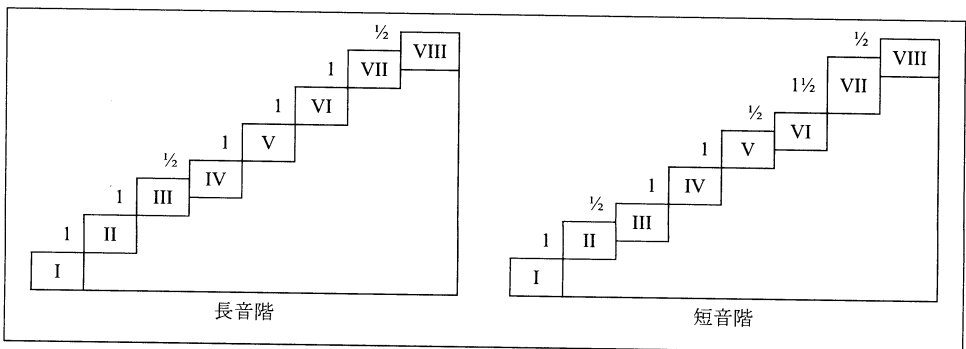 ½ VIII
1 VII
1 VI
1 V
½ IV
1 III
1 II
I
長音階
½ VIII
1½ VII
½ VI
1 V
1 IV
½ III
1 II
I
短音階